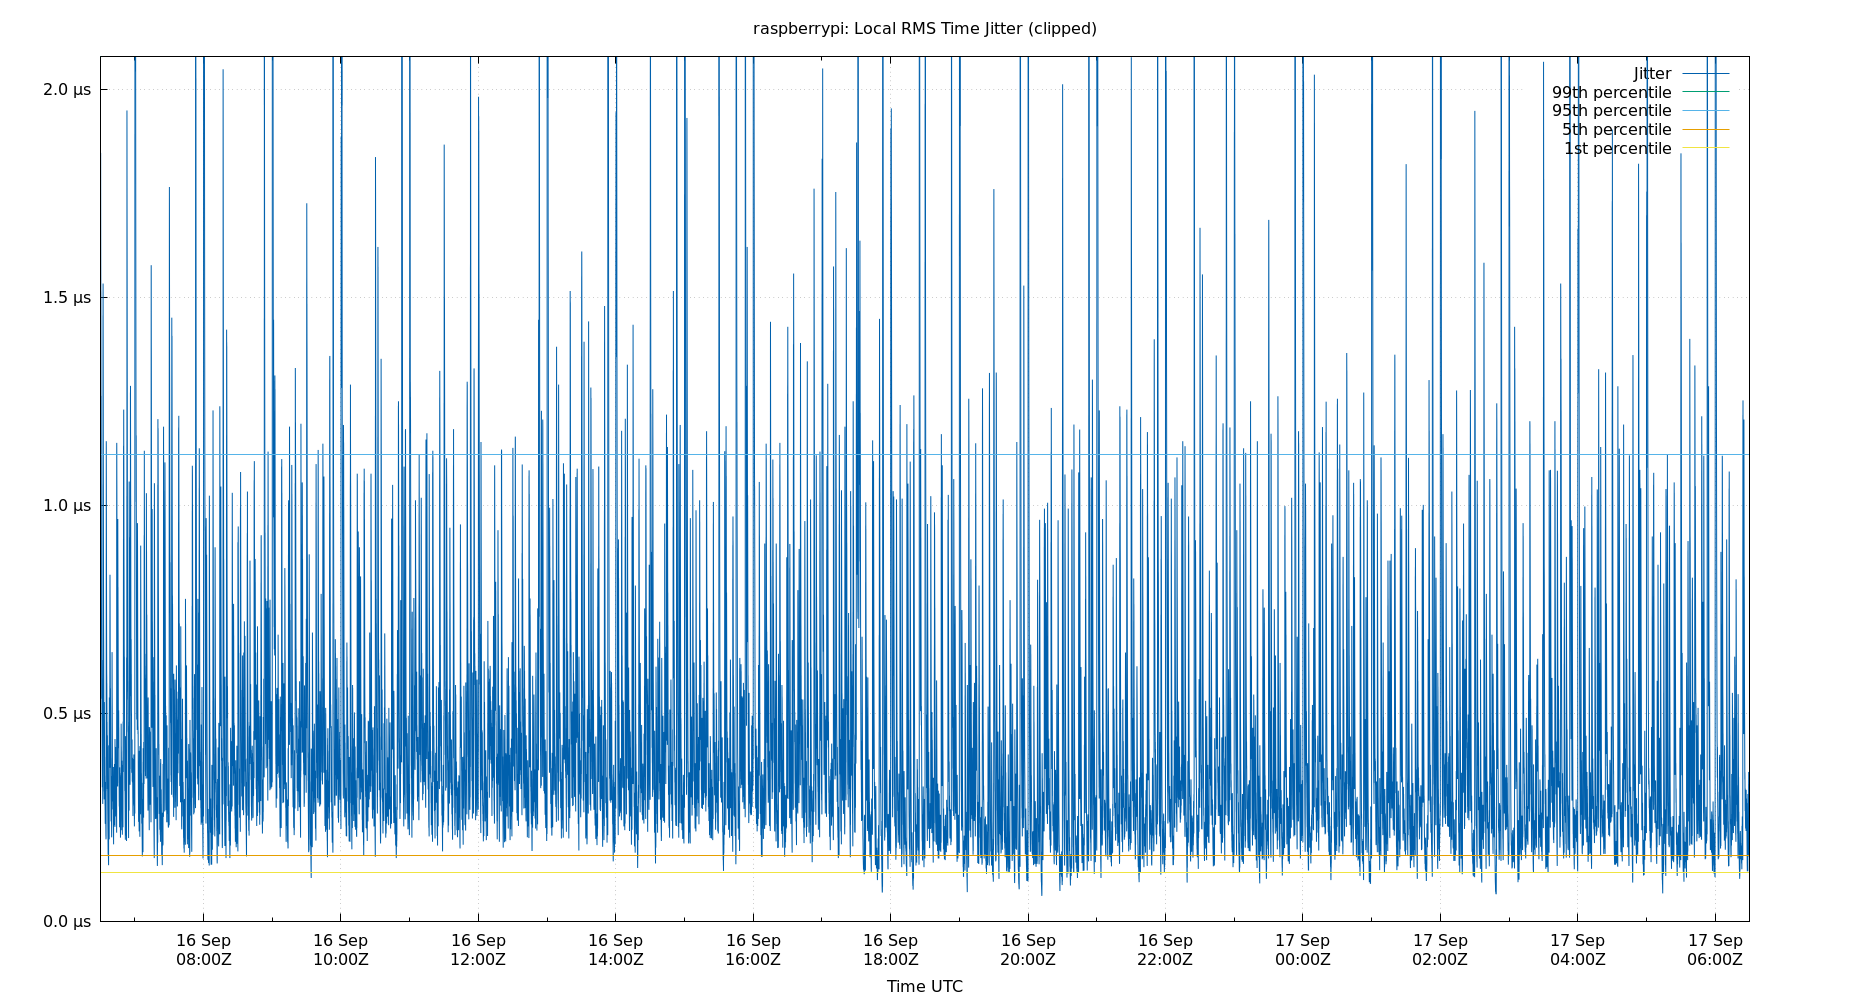 raspberrypi: Local RMS Time Jitter (clipped)
2.0 µs
1.5 µs
1.0 µs
0.5 µs
0.0 µs
Jitter
99th percentile
95th percentile
5th percentile
1st percentile
16 Sep 16 Sep 16 Sep 16 Sep 16 Sep 16 Sep 16 Sep 16 Sep 17 Sep 17 Sep 17 Sep 17 Sep
08:00Z 10:00Z 12:00Z 14:00Z 16:00Z 18:00Z 20:00Z 22:00Z 00:00Z 02:00Z 04:00Z 06:00Z
Time UTC